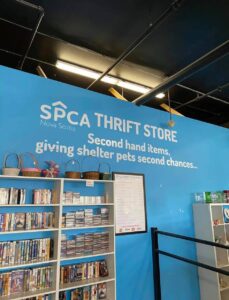 SPCA THRIFT STORE
Nova Scotia
Second hand items,
giving shelter pets second chances...